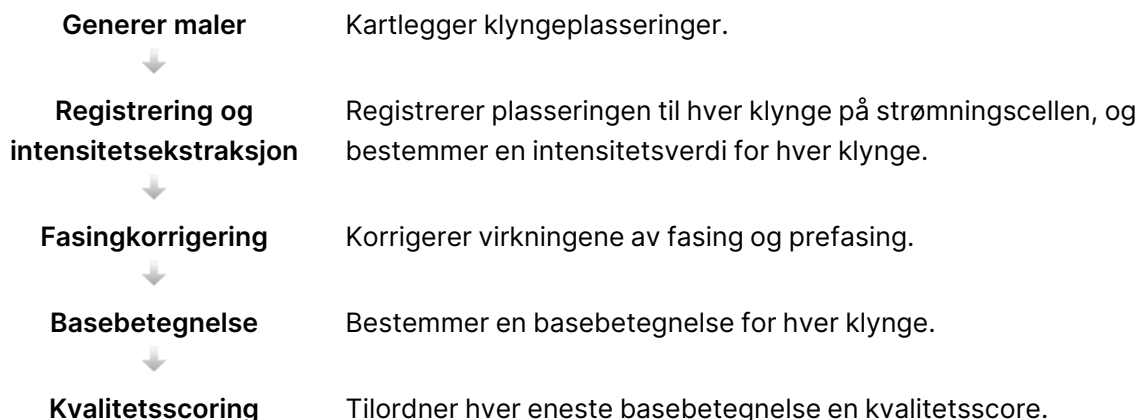 Generer maler
Kartlegger klyngeplasseringer.
Registrering og
intensitetsekstraksjon
Registrerer plasseringen til hver klynge på strømningscellen, og
bestemmer en intensitetsverdi for hver klynge.
Fasingkorrigering
Korrigerer virkningene av fasing og prefasing.
Basebetegnelse
Bestemmer en basebetegnelse for hver klynge.
Kvalitetsscoring
Tilordner hver eneste basebetegnelse en kvalitetsscore.